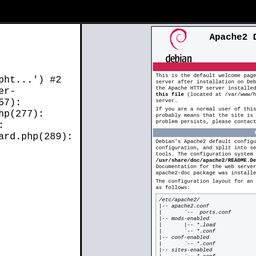 pht...') #2
er-
57):
hp(277):
:
ard.php(289):
Apache2 D
debian
This is the default welcome page
server after installation on Deb
the Apache HTTP server installed
this file (located at /var/www/h
server.
If you are a normal user of this
probably means that the site is
problem persists, please contact
Debian's Apache2 default configu
configuration, and split into se
tools. The configuration system
/usr/share/doc/apache2/README.De
Documentation for the web server
apache2-doc package was installe
The configuration layout for an
as follows:
/etc/apache2/
|-- apache2.conf
|   `-- ports.conf
|-- mods-enabled
|   |-- *.load
|   `-- *.conf
|-- conf-enabled
|   `-- *.conf
|-- sites-enabled